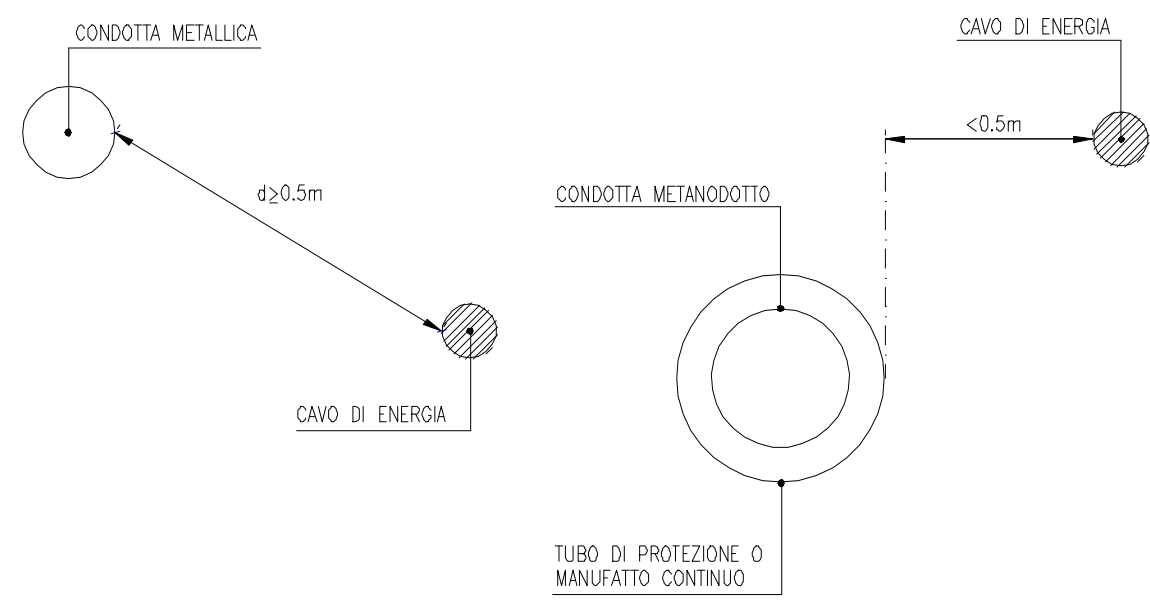 CONDOTTA METALLICA
d≥0.5m
CAVO DI ENERGIA
CAVO DI ENERGIA
<0.5m
CONDOTTA METANODOTTO
TUBO DI PROTEZIONE O
MANUFATTO CONTINUO